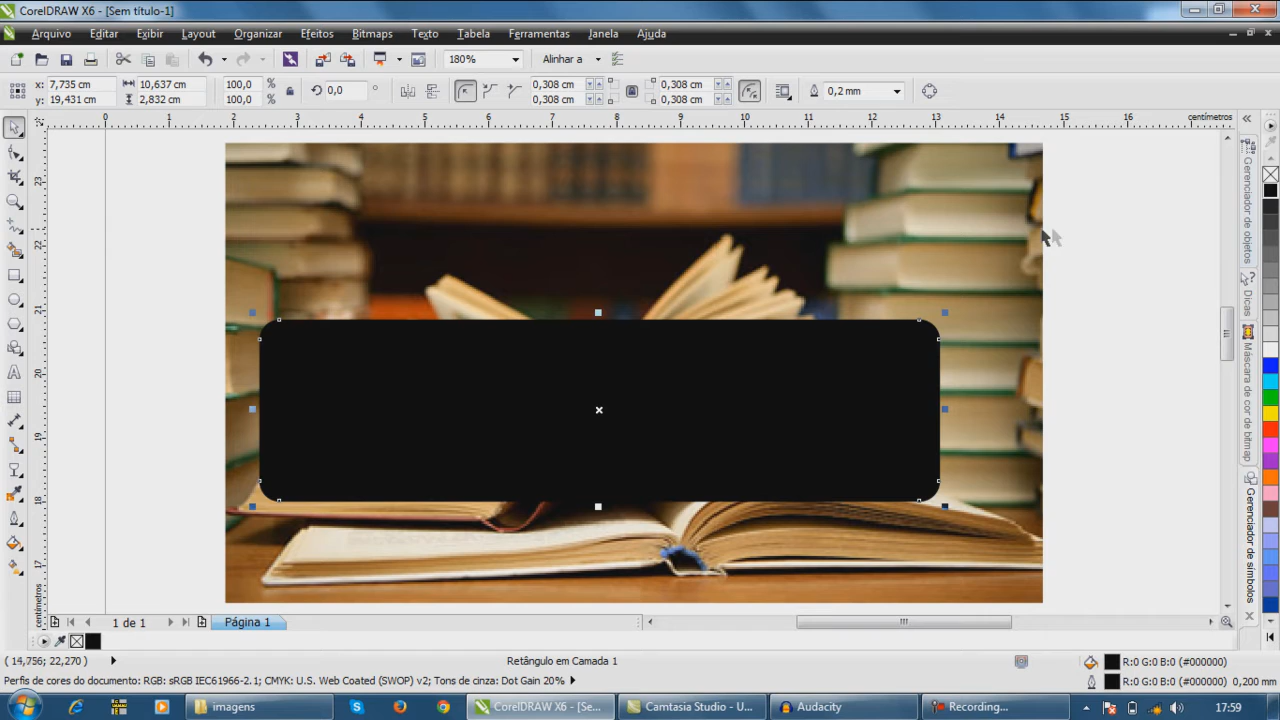 CorelDRAW X6 - [Sem título-1]
Arquivo Editar Exibir Layout Organizar Efeitos Bitmaps Texto Tabela Ferramentas Janela Ajuda
180% Alinhar a
x: 7,735 cm 10,637 cm 100,0 % 0,0 ° 0,308 cm 0,308 cm 0,2 mm
y: 19,431 cm 2,832 cm 100,0 % 0,308 cm 0,308 cm
0 1 2 3 4 5 6 7 8 9 10 11 12 13 14 15 16 centímetros
23
22
21
20
19
18
17
centímetros
Gerenciador de objetos
Dicas
Máscara de cor de bitmap
Gerenciador de símbolos
1 de 1 Página 1
( 14,756; 22,270 ) Retângulo em Camada 1 R:0 G:0 B:0 (#000000)
Perfis de cores do documento: RGB: sRGB IEC61966-2.1; CMYK: U.S. Web Coated (SWOP) v2; Tons de cinza: Dot Gain 20% R:0 G:0 B:0 (#000000) 0,200 mm
imagens CorelDRAW X6 - [Se... Camtasia Studio - U... Audacity Recording... 17:59